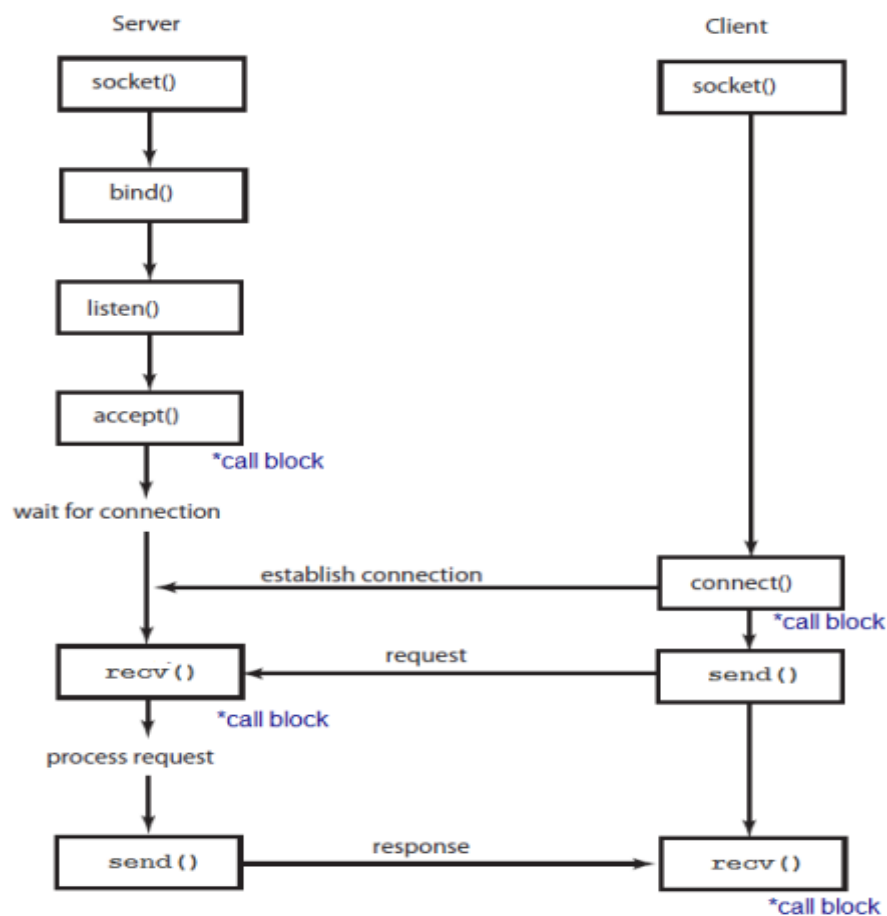 Server
Client
socket()
socket()
bind()
listen()
accept()
*call block
wait for connection
establish connection
connect()
*call block
request
recv()
send()
*call block
process request
send()
response
recv()
*call block